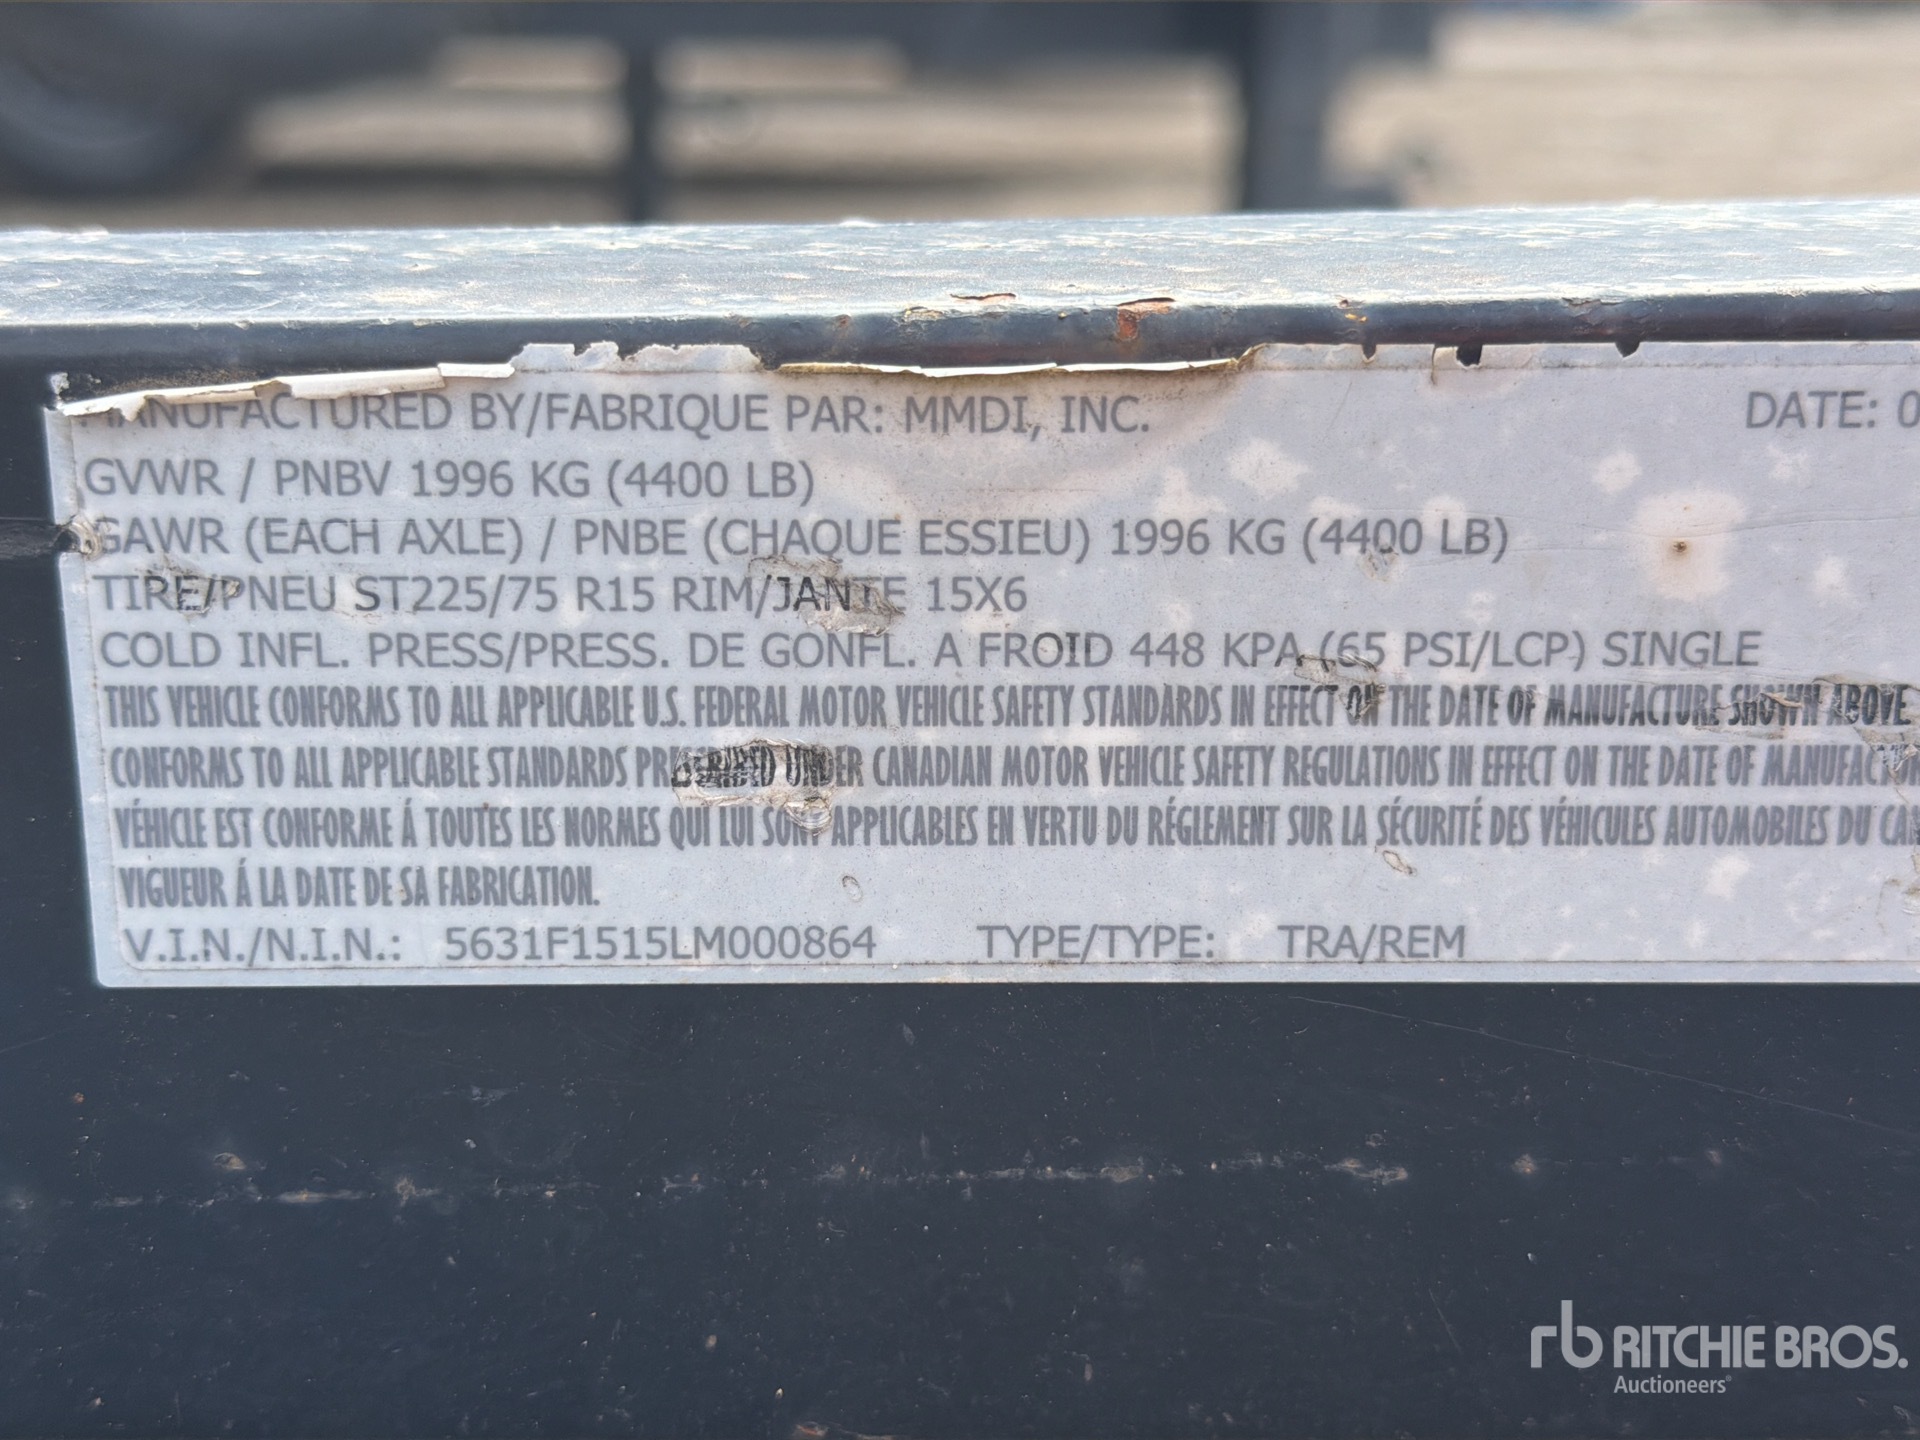 MANUFACTURED BY/FABRIQUE PAR: MMDI, INC. DATE: 0
GVWR / PNBV 1996 KG (4400 LB)
GAWR (EACH AXLE) / PNBE (CHAQUE ESSIEU) 1996 KG (4400 LB)
TIRE/PNEU ST225/75 R15 RIM/JANTE 15X6
COLD INFL. PRESS/PRESS. DE GONFL. A FROID 448 KPA (65 PSI/LCP) SINGLE
THIS VEHICLE CONFORMS TO ALL APPLICABLE U.S. FEDERAL MOTOR VEHICLE SAFETY STANDARDS IN EFFECT ON THE DATE OF MANUFACTURE SHOWN ABOVE
CONFORMS TO ALL APPLICABLE STANDARDS PRESCRIBED UNDER CANADIAN MOTOR VEHICLE SAFETY REGULATIONS IN EFFECT ON THE DATE OF MANUFACTUR
VÉHICLE EST CONFORME Á TOUTES LES NORMES QUI LUI SONT APPLICABLES EN VERTU DU RÉGLEMENT SUR LA SÉCURITÉ DES VÉHICULES AUTOMOBILES DU CA
VIGUEUR Á LA DATE DE SA FABRICATION.
V.I.N./N.I.N.: 5631F1515LM000864 TYPE/TYPE: TRA/REM
rb RITCHIE BROS.
Auctioneers